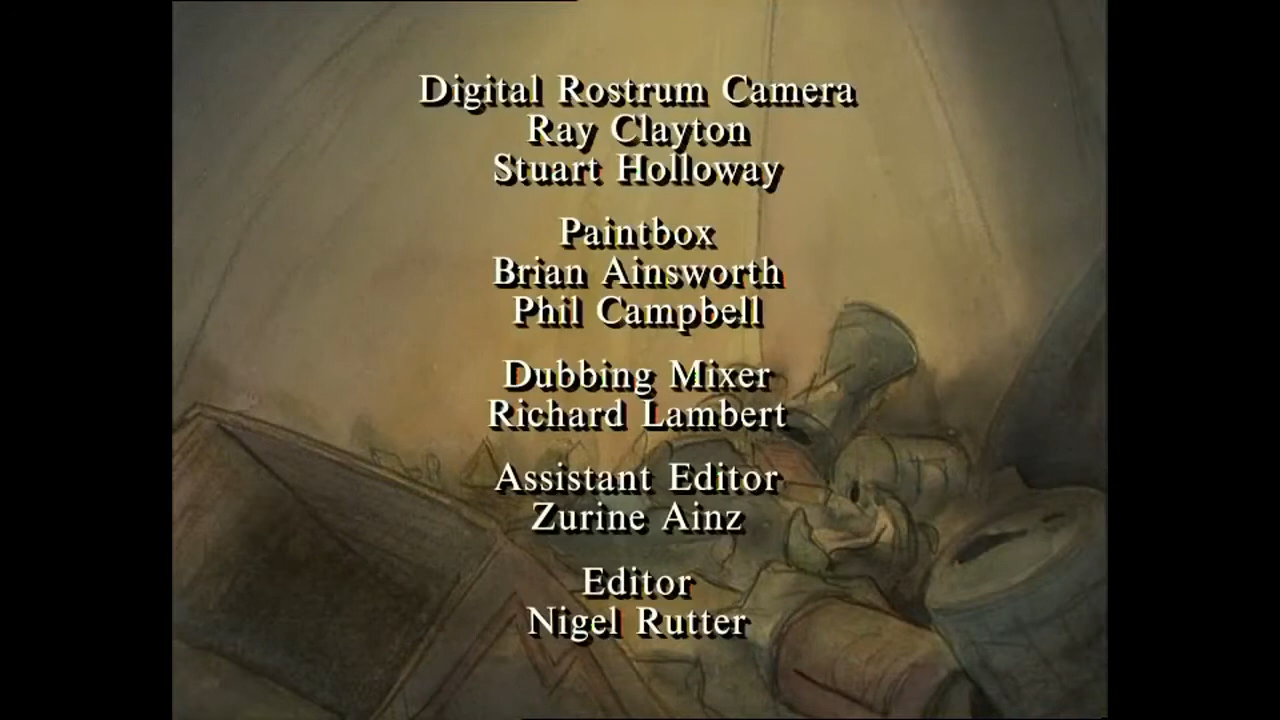 Digital Rostrum Camera
Ray Clayton
Stuart Holloway
Paintbox
Brian Ainsworth
Phil Campbell
Dubbing Mixer
Richard Lambert
Assistant Editor
Zurine Ainz
Editor
Nigel Rutter